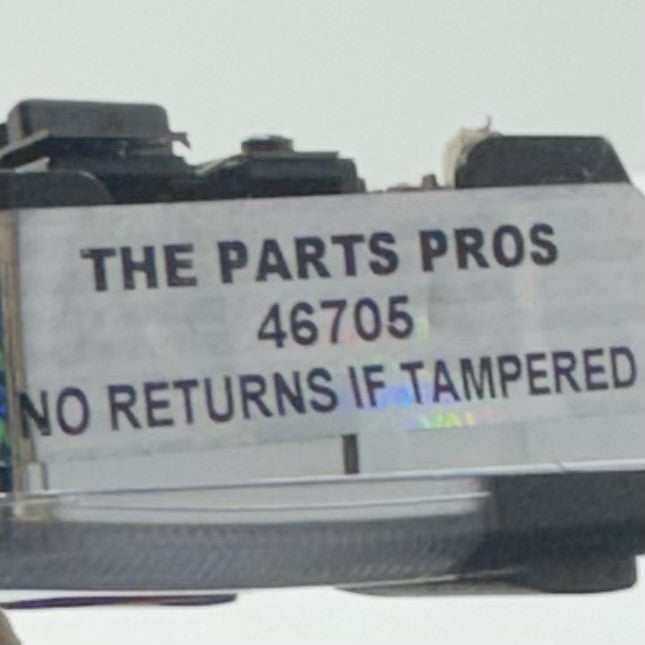 THE PARTS PROS
46705
NO RETURNS IF TAMPERED